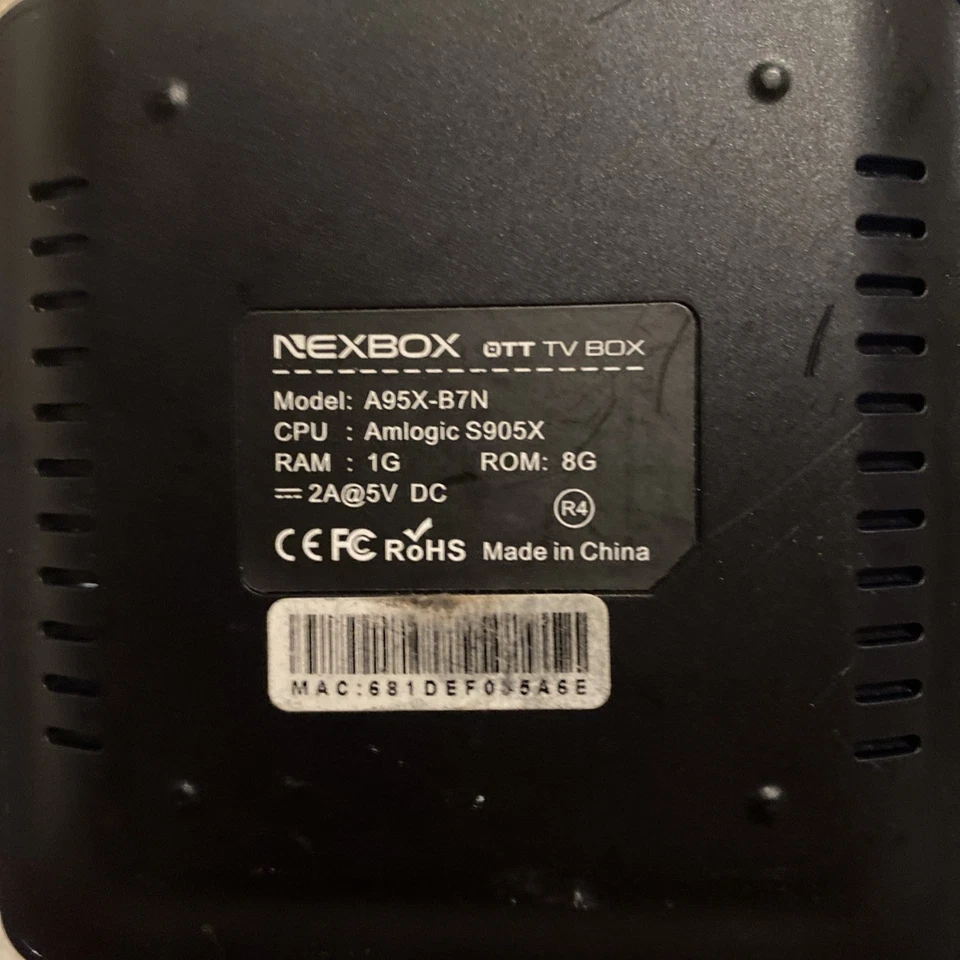 NEXBOX OTT TV BOX
Model: A95X-B7N
CPU : Amlogic S905X
RAM : 1G ROM: 8G
2A@5V DC
R4
CE FC RoHS Made in China